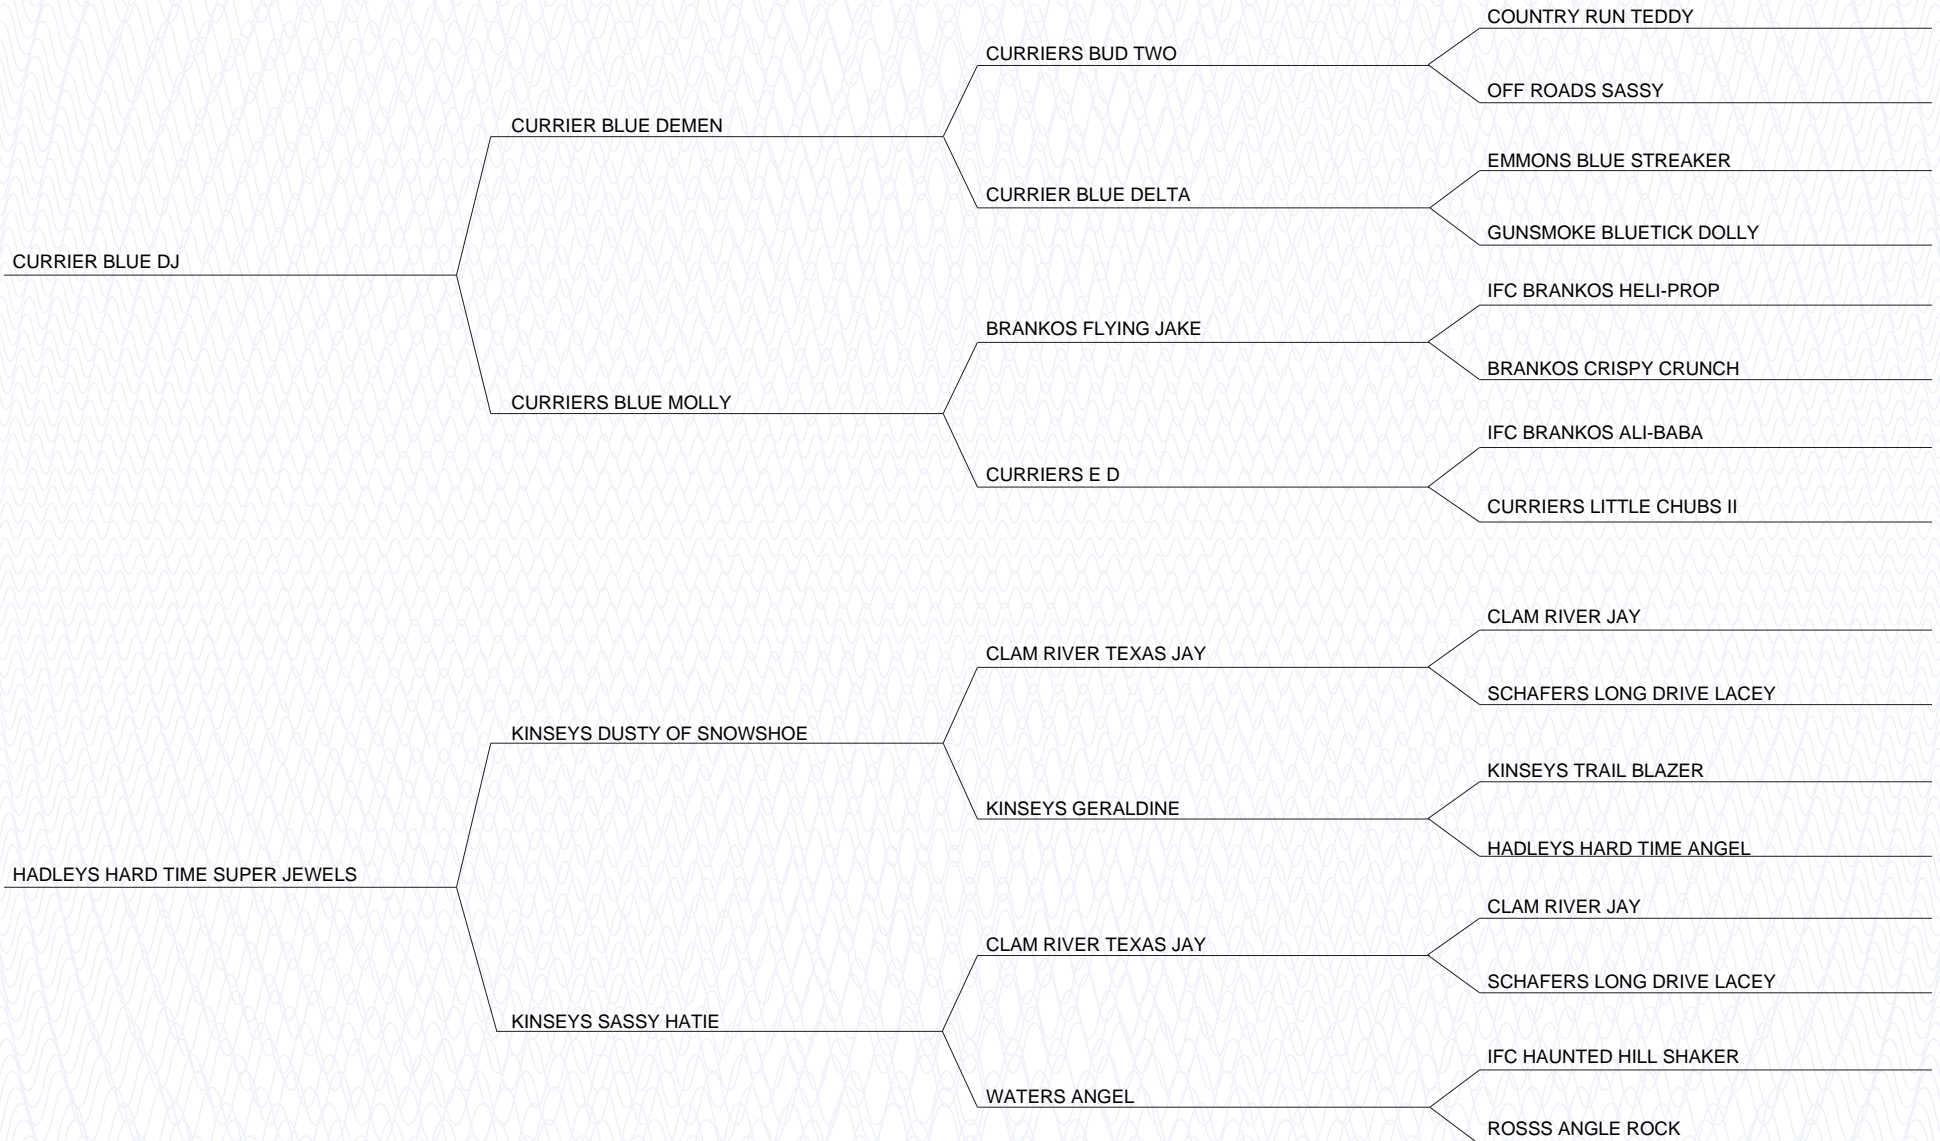 COUNTRY RUN TEDDY
CURRIERS BUD TWO
OFF ROADS SASSY
CURRIER BLUE DEMEN
EMMONS BLUE STREAKER
CURRIER BLUE DELTA
GUNSMOKE BLUETICK DOLLY
CURRIER BLUE DJ
IFC BRANKOS HELI-PROP
BRANKOS FLYING JAKE
BRANKOS CRISPY CRUNCH
CURRIERS BLUE MOLLY
IFC BRANKOS ALI-BABA
CURRIERS E D
CURRIERS LITTLE CHUBS II
CLAM RIVER JAY
CLAM RIVER TEXAS JAY
SCHAFERS LONG DRIVE LACEY
KINSEYS DUSTY OF SNOWSHOE
KINSEYS TRAIL BLAZER
KINSEYS GERALDINE
HADLEYS HARD TIME ANGEL
HADLEYS HARD TIME SUPER JEWELS
CLAM RIVER JAY
CLAM RIVER TEXAS JAY
SCHAFERS LONG DRIVE LACEY
KINSEYS SASSY HATIE
IFC HAUNTED HILL SHAKER
WATERS ANGEL
ROSSS ANGLE ROCK